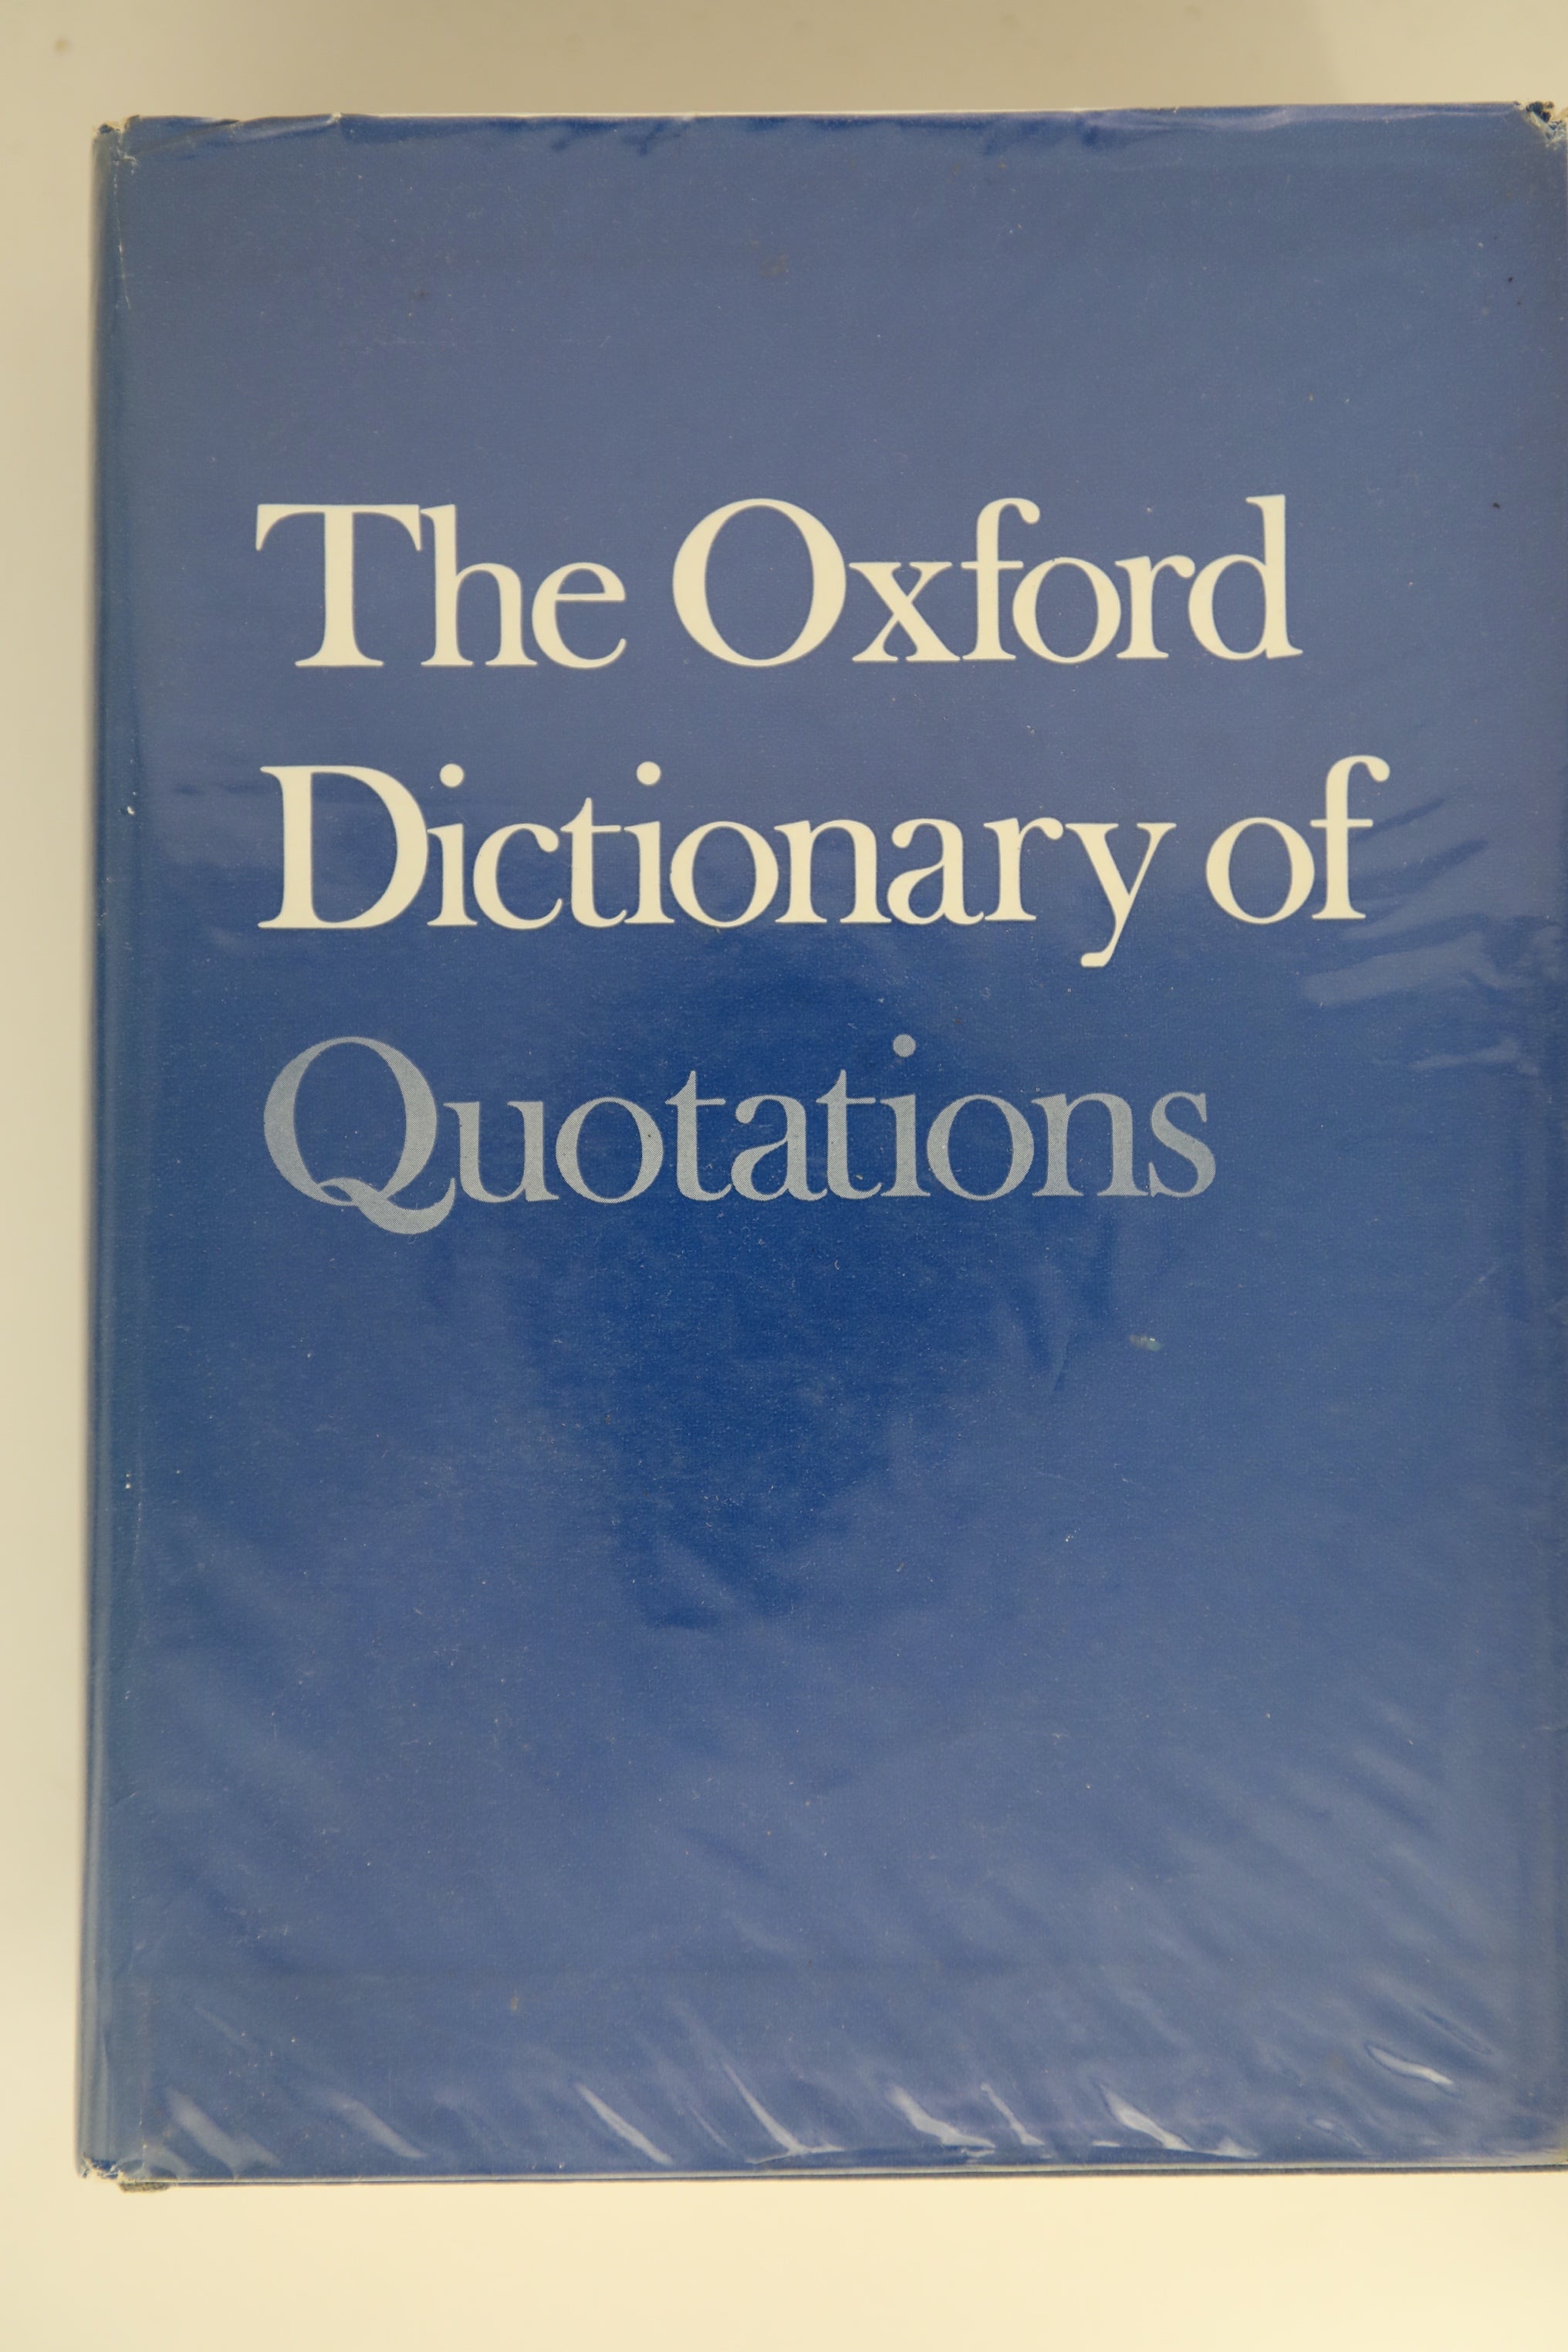 The Oxford
Dictionary of
Quotations